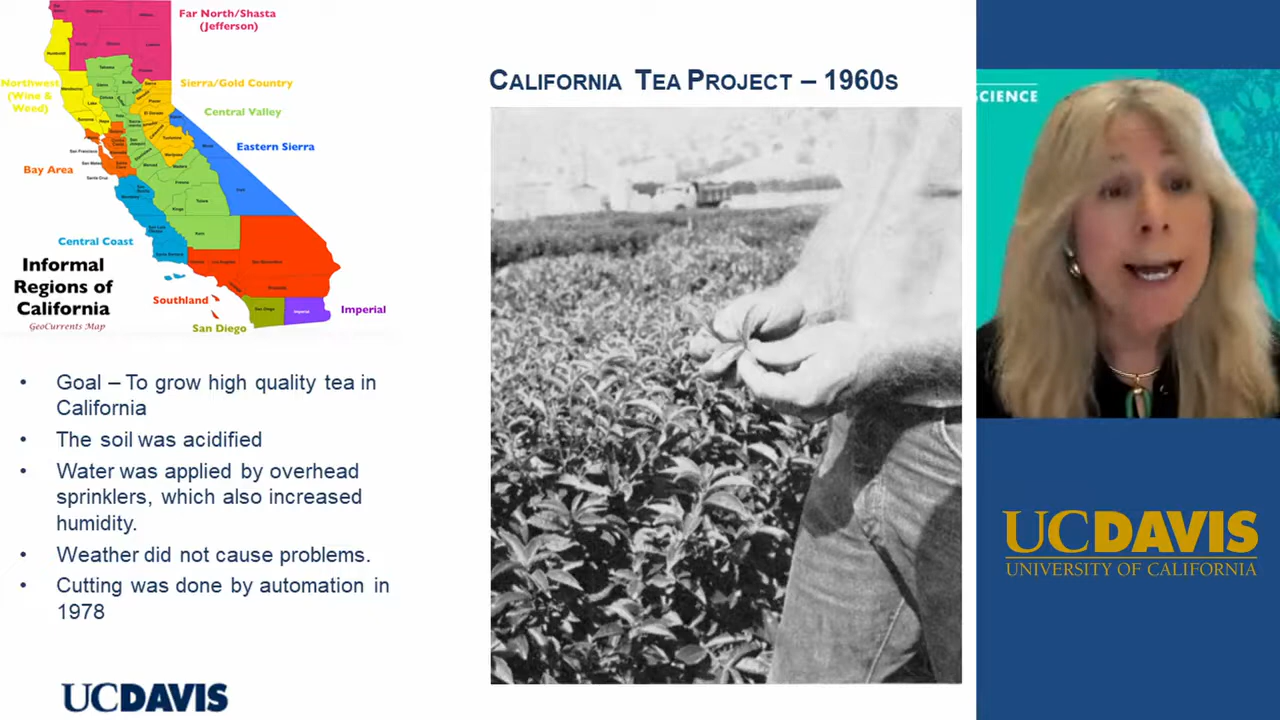 Far North/Shasta
(Jefferson)
Northwest
(Wine &
Weed)
Sierra/Gold Country
Central Valley
Eastern Sierra
Bay Area
Central Coast
Informal
Regions of
California
GeoCurrents Map
Southland
San Diego
Imperial
CALIFORNIA TEA PROJECT – 1960S
• Goal – To grow high quality tea in
California
• The soil was acidified
• Water was applied by overhead
sprinklers, which also increased
humidity.
• Weather did not cause problems.
• Cutting was done by automation in
1978
UCDAVIS
SCIENCE
UCDAVIS
UNIVERSITY OF CALIFORNIA